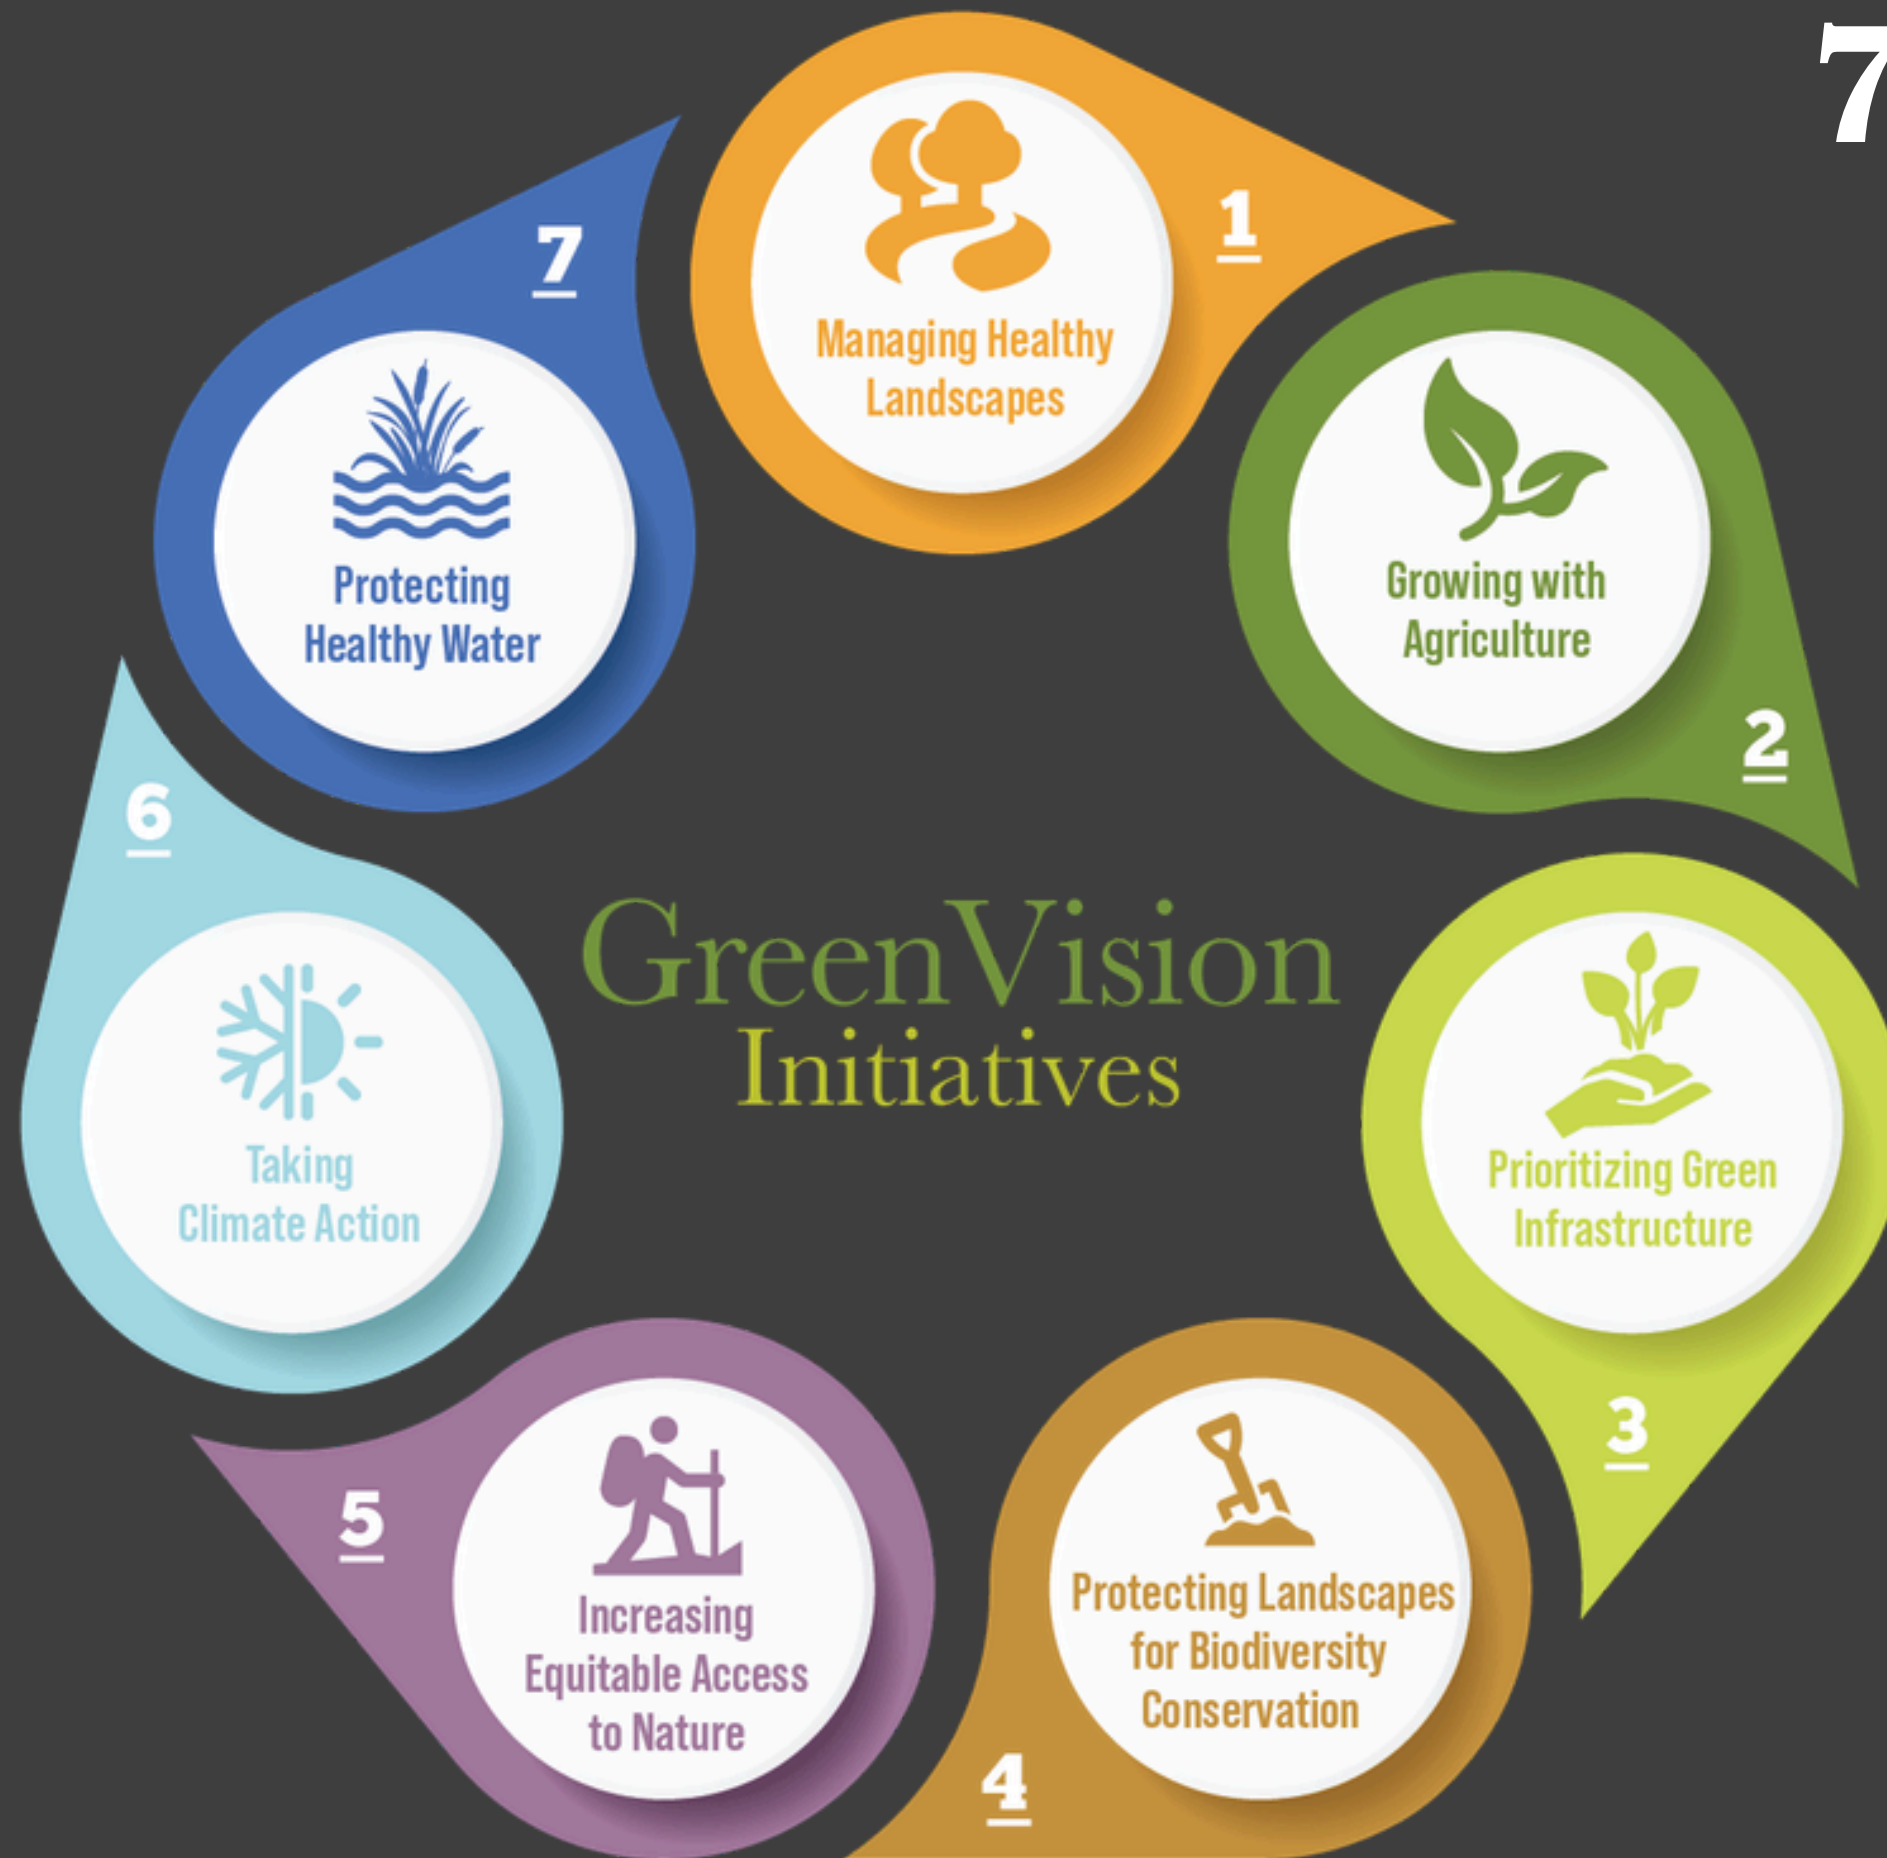 7
1
Managing Healthy
Landscapes
2
Growing with
Agriculture
3
Prioritizing Green
Infrastructure
4
Protecting Landscapes
for Biodiversity
Conservation
5
Increasing
Equitable Access
to Nature
6
Taking
Climate Action
7
Protecting
Healthy Water
GreenVision
Initiatives